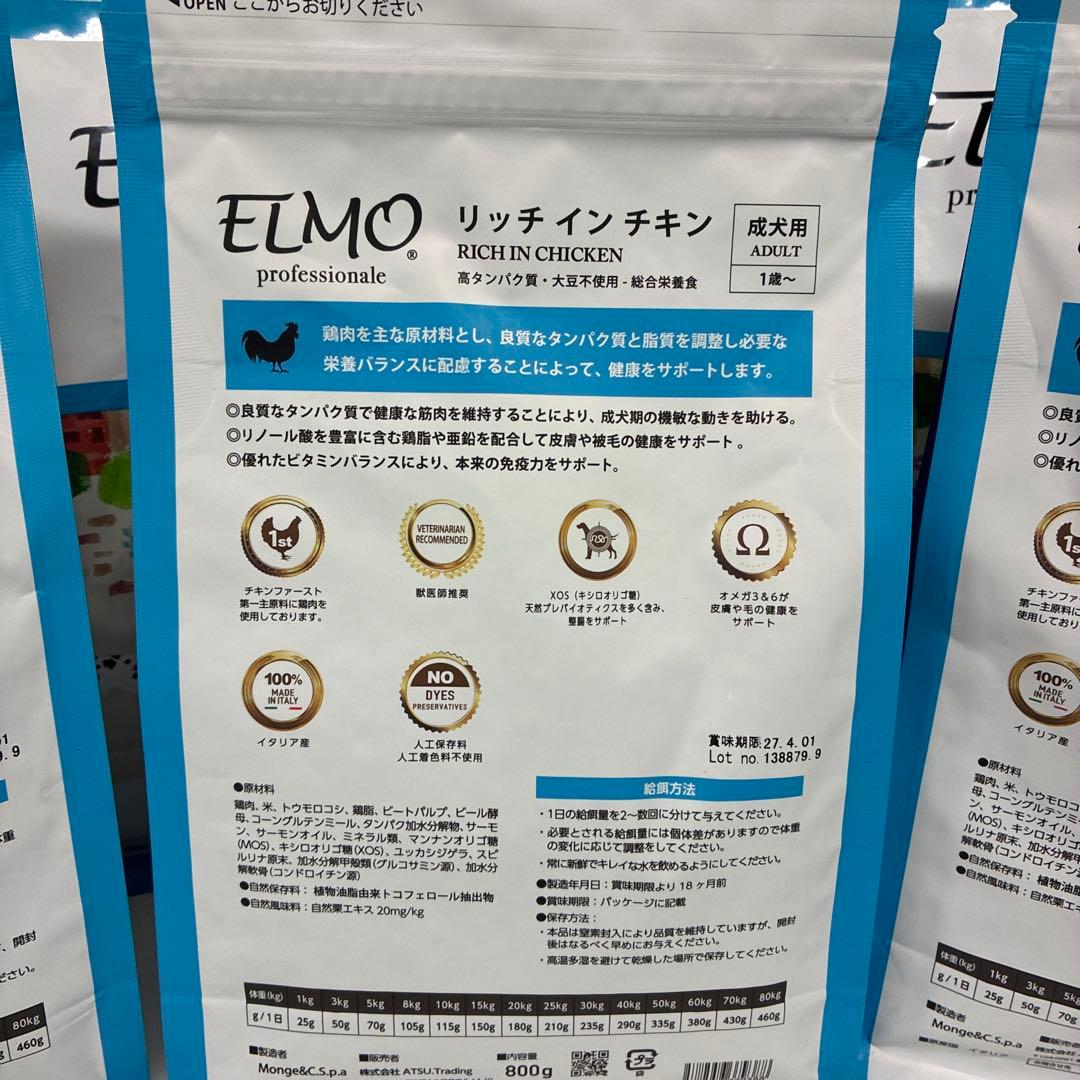 OPEN ここからお切りください
ELMO®
professionale
リッチ イン チキン
RICH IN CHICKEN
高タンパク質・大豆不使用 - 総合栄養食
成犬用
ADULT
1歳〜
鶏肉を主な原材料とし、良質なタンパク質と脂質を調整し必要な
栄養バランスに配慮することによって、健康をサポートします。
◎良質なタンパク質で健康な筋肉を維持することにより、成犬期の機敏な動きを助ける。
◎リノール酸を豊富に含む鶏脂や亜鉛を配合して皮膚や被毛の健康をサポート。
◎優れたビタミンバランスにより、本来の免疫力をサポート。
1st
チキンファースト
第一主原料に鶏肉を
使用しております。
VETERINARIAN
RECOMMENDED
獣医師推奨
XOS（キシロオリゴ糖）
天然プレバイオティクスを多く含み、
整腸をサポート
Ω
オメガ3&6が
皮膚や毛の健康を
サポート
100%
MADE
IN ITALY
イタリア産
NO
DYES
PRESERVATIVES
人工保存料
人工着色料不使用
賞味期限 27.4.01
Lot no. 138879.9
●原材料
鶏肉、米、トウモロコシ、鶏脂、ビートパルプ、ビール酵
母、コーングルテンミール、タンパク加水分解物、サーモ
ン、サーモンオイル、ミネラル類、マンナンオリゴ糖
(MOS)、キシロオリゴ糖(XOS)、ユッカシジゲラ、スピ
ルリナ原末、加水分解甲殻類(グルコサミン源)、加水分
解軟骨(コンドロイチン源)
●自然保存料：植物油脂由来トコフェロール抽出物
●自然風味料：自然栗エキス 20mg/kg
給餌方法
・1日の給餌量を2〜数回に分けて与えてください。
・必要とされる給餌量には個体差がありますので体重
の変化に応じて調整をしてください。
・常に新鮮でキレイな水を飲めるようにしてください。
●製造年月日：賞味期限より18ヶ月前
●賞味期限：パッケージに記載
●保存方法：
・本品は窒素封入により品質を維持していますが、開封
後はなるべく早めにお与えください。
・高温多湿を避けて乾燥した場所で保存してください。
体重(kg) 1kg 3kg 5kg 8kg 10kg 15kg 20kg 25kg 30kg 40kg 50kg 60kg 70kg 80kg
g/1日 25g 50g 70g 105g 115g 150g 180g 210g 235g 290g 335g 380g 430g 460g
■製造者
Monge&C.S.p.a
■販売者
株式会社 ATSU.Trading
■内容量
800g
プラ